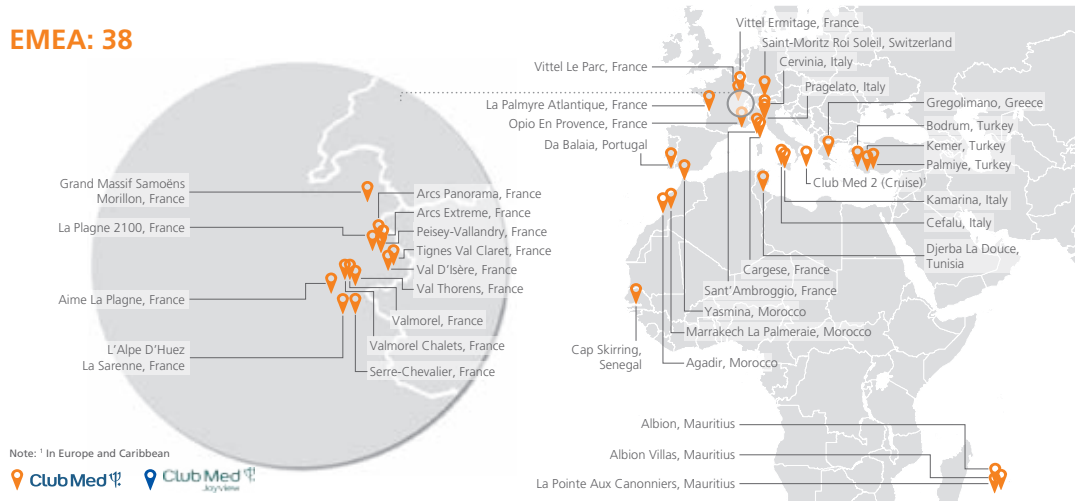 EMEA: 38
Grand Massif Samoëns
Morillon, France
La Plagne 2100, France
Aime La Plagne, France
L'Alpe D'Huez
La Sarenne, France
Arcs Panorama, France
Arcs Extreme, France
Peisey-Vallandry, France
Tignes Val Claret, France
Val D'Isère, France
Val Thorens, France
Valmorel, France
Valmorel Chalets, France
Serre-Chevalier, France
Vittel Ermitage, France
Saint-Moritz Roi Soleil, Switzerland
Vittel Le Parc, France
Cervinia, Italy
Pragelato, Italy
La Palmyre Atlantique, France
Opio En Provence, France
Da Balaia, Portugal
Gregolimano, Greece
Bodrum, Turkey
Kemer, Turkey
Palmiye, Turkey
Club Med 2 (Cruise)¹
Kamarina, Italy
Cefalu, Italy
Djerba La Douce,
Tunisia
Cargese, France
Sant'Ambroggio, France
Yasmina, Morocco
Marrakech La Palmeraie, Morocco
Agadir, Morocco
Cap Skirring,
Senegal
Albion, Mauritius
Albion Villas, Mauritius
La Pointe Aux Canonniers, Mauritius
Note: ¹ In Europe and Caribbean
Club Med
Club Med
Joyview